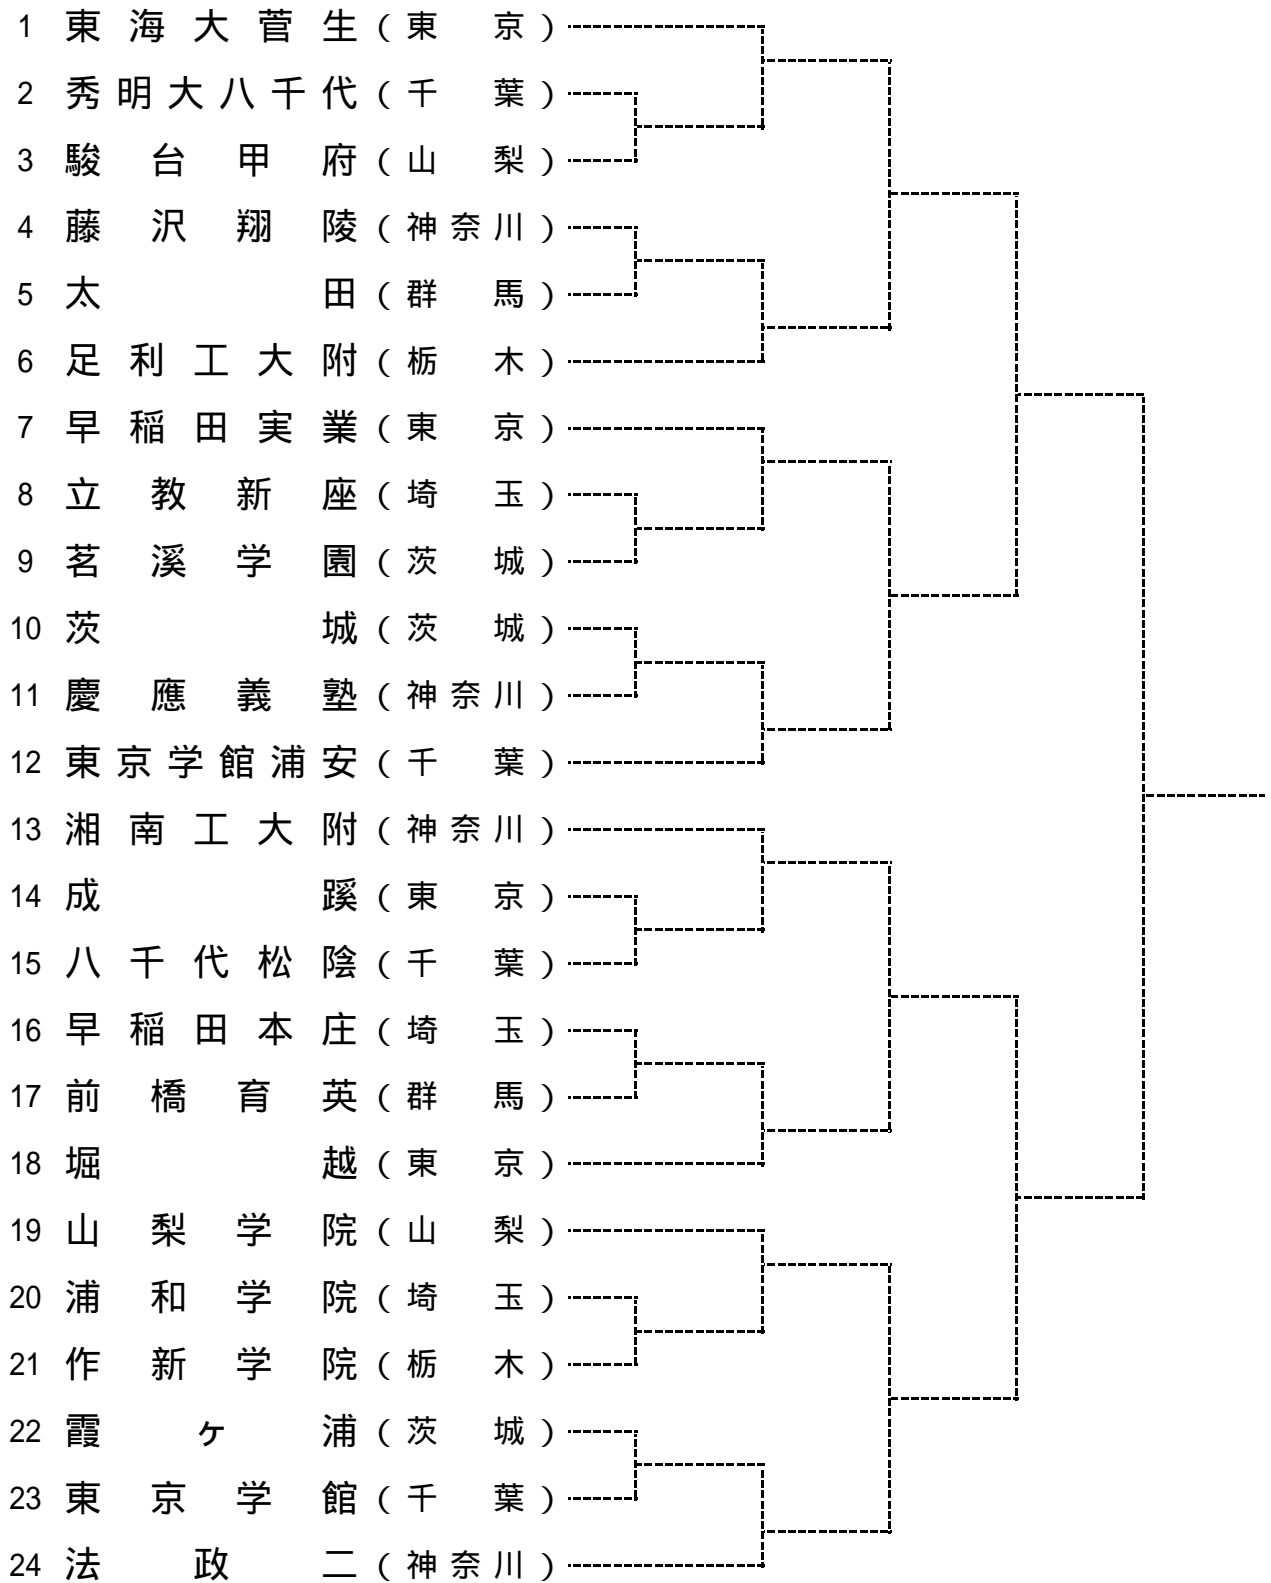 1 東海大菅生(東京)
2 秀明大八千代(千葉)
3 駿台甲府(山梨)
4 藤沢翔陵(神奈川)
5 太田(群馬)
6 足利工大附(栃木)
7 早稲田実業(東京)
8 立教新座(埼玉)
9 茗溪学園(茨城)
10 茨城(茨城)
11 慶應義塾(神奈川)
12 東京学館浦安(千葉)
13 湘南工大附(神奈川)
14 成蹊(東京)
15 八千代松陰(千葉)
16 早稲田本庄(埼玉)
17 前橋育英(群馬)
18 堀越(東京)
19 山梨学院(山梨)
20 浦和学院(埼玉)
21 作新学院(栃木)
22 霞ヶ浦(茨城)
23 東京学館(千葉)
24 法政二(神奈川)